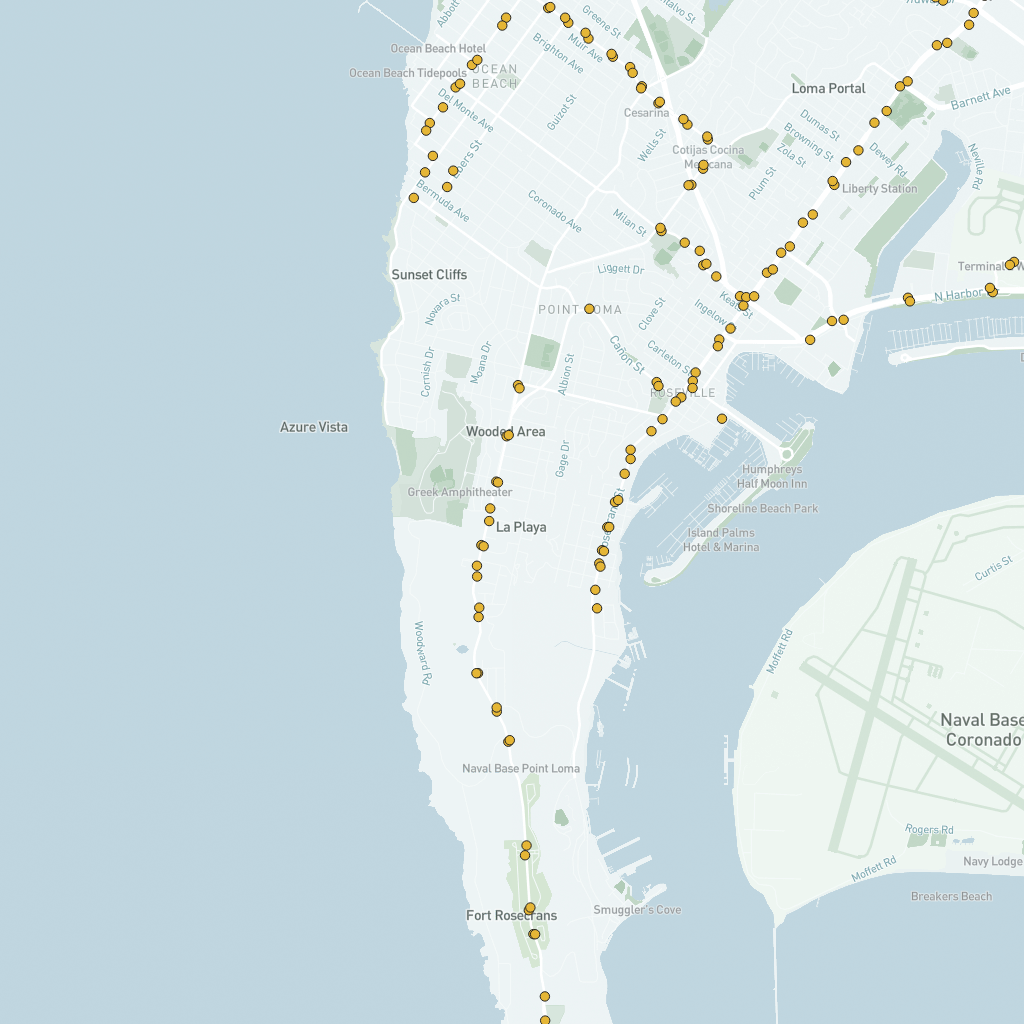 Abbott
Greene St
Muir Ave
Brighton Ave
Ocean Beach Hotel
OCEAN
BEACH
Ocean Beach Tidepools
Loma Portal
Barnett Ave
Del Monte Ave
Guizot St
Cesarina
Dumas St
Browning St
Zola St
Dewey Rd
Neville Rd
Wells St
Cotijas Cocina
Mexicana
Ebers St
Plum St
Liberty Station
Bermuda Ave
Coronado Ave
Milan St
Sunset Cliffs
Liggett Dr
Terminal
N Harbor
Novara St
POINT LOMA
Clove St
Keats St
Ingelow
Cañon St
Carleton St
Cornish Dr
Moana Dr
Albion St
ROSEVILLE
Azure Vista
Wooded Area
Gage Dr
Humphreys
Half Moon Inn
Greek Amphitheater
Rosecrans St
Shoreline Beach Park
La Playa
Island Palms
Hotel & Marina
Curtis St
Woodward Rd
Moffett Rd
Naval Base
Coronado
Naval Base Point Loma
Rogers Rd
Moffett Rd
Navy Lodge
Breakers Beach
Fort Rosecrans
Smuggler's Cove